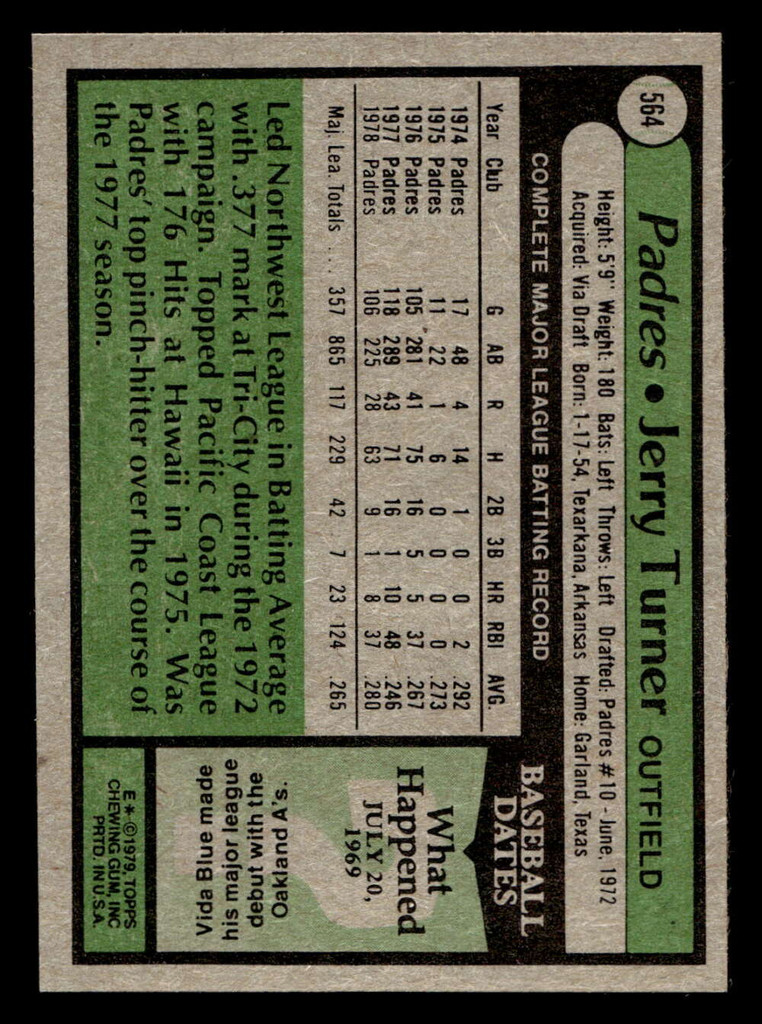 564
Padres • Jerry Turner OUTFIELD
Height: 5'9" Weight: 180 Bats: Left Throws: Left Drafted: Padres #10 - June, 1972
Acquired: Via Draft Born: 1-17-54, Texarkana, Arkansas Home: Garland, Texas
COMPLETE MAJOR LEAGUE BATTING RECORD
Year Club G AB R H 2B 3B HR RBI AVG.
1974 Padres 17 48 4 14 1 0 0 2 .292
1975 Padres 11 22 1 6 0 0 0 0 .273
1976 Padres 105 281 41 75 16 5 5 37 .267
1977 Padres 118 289 43 71 16 1 10 48 .246
1978 Padres 106 225 28 63 9 1 8 37 .280
Maj. Lea. Totals ... 357 865 117 229 42 7 23 124 .265
Led Northwest League in Batting Average
with .377 mark at Tri-City during the 1972
campaign. Topped Pacific Coast League
with 176 Hits at Hawaii in 1975. Was
Padres' top pinch-hitter over the course of
the 1977 season.
BASEBALL
DATES
What
Happened
JULY 20,
1969
Vida Blue made
his major league
debut with the
Oakland A's.
E* © 1979, TOPPS
CHEWING GUM, INC
PRTD. IN U.S.A.